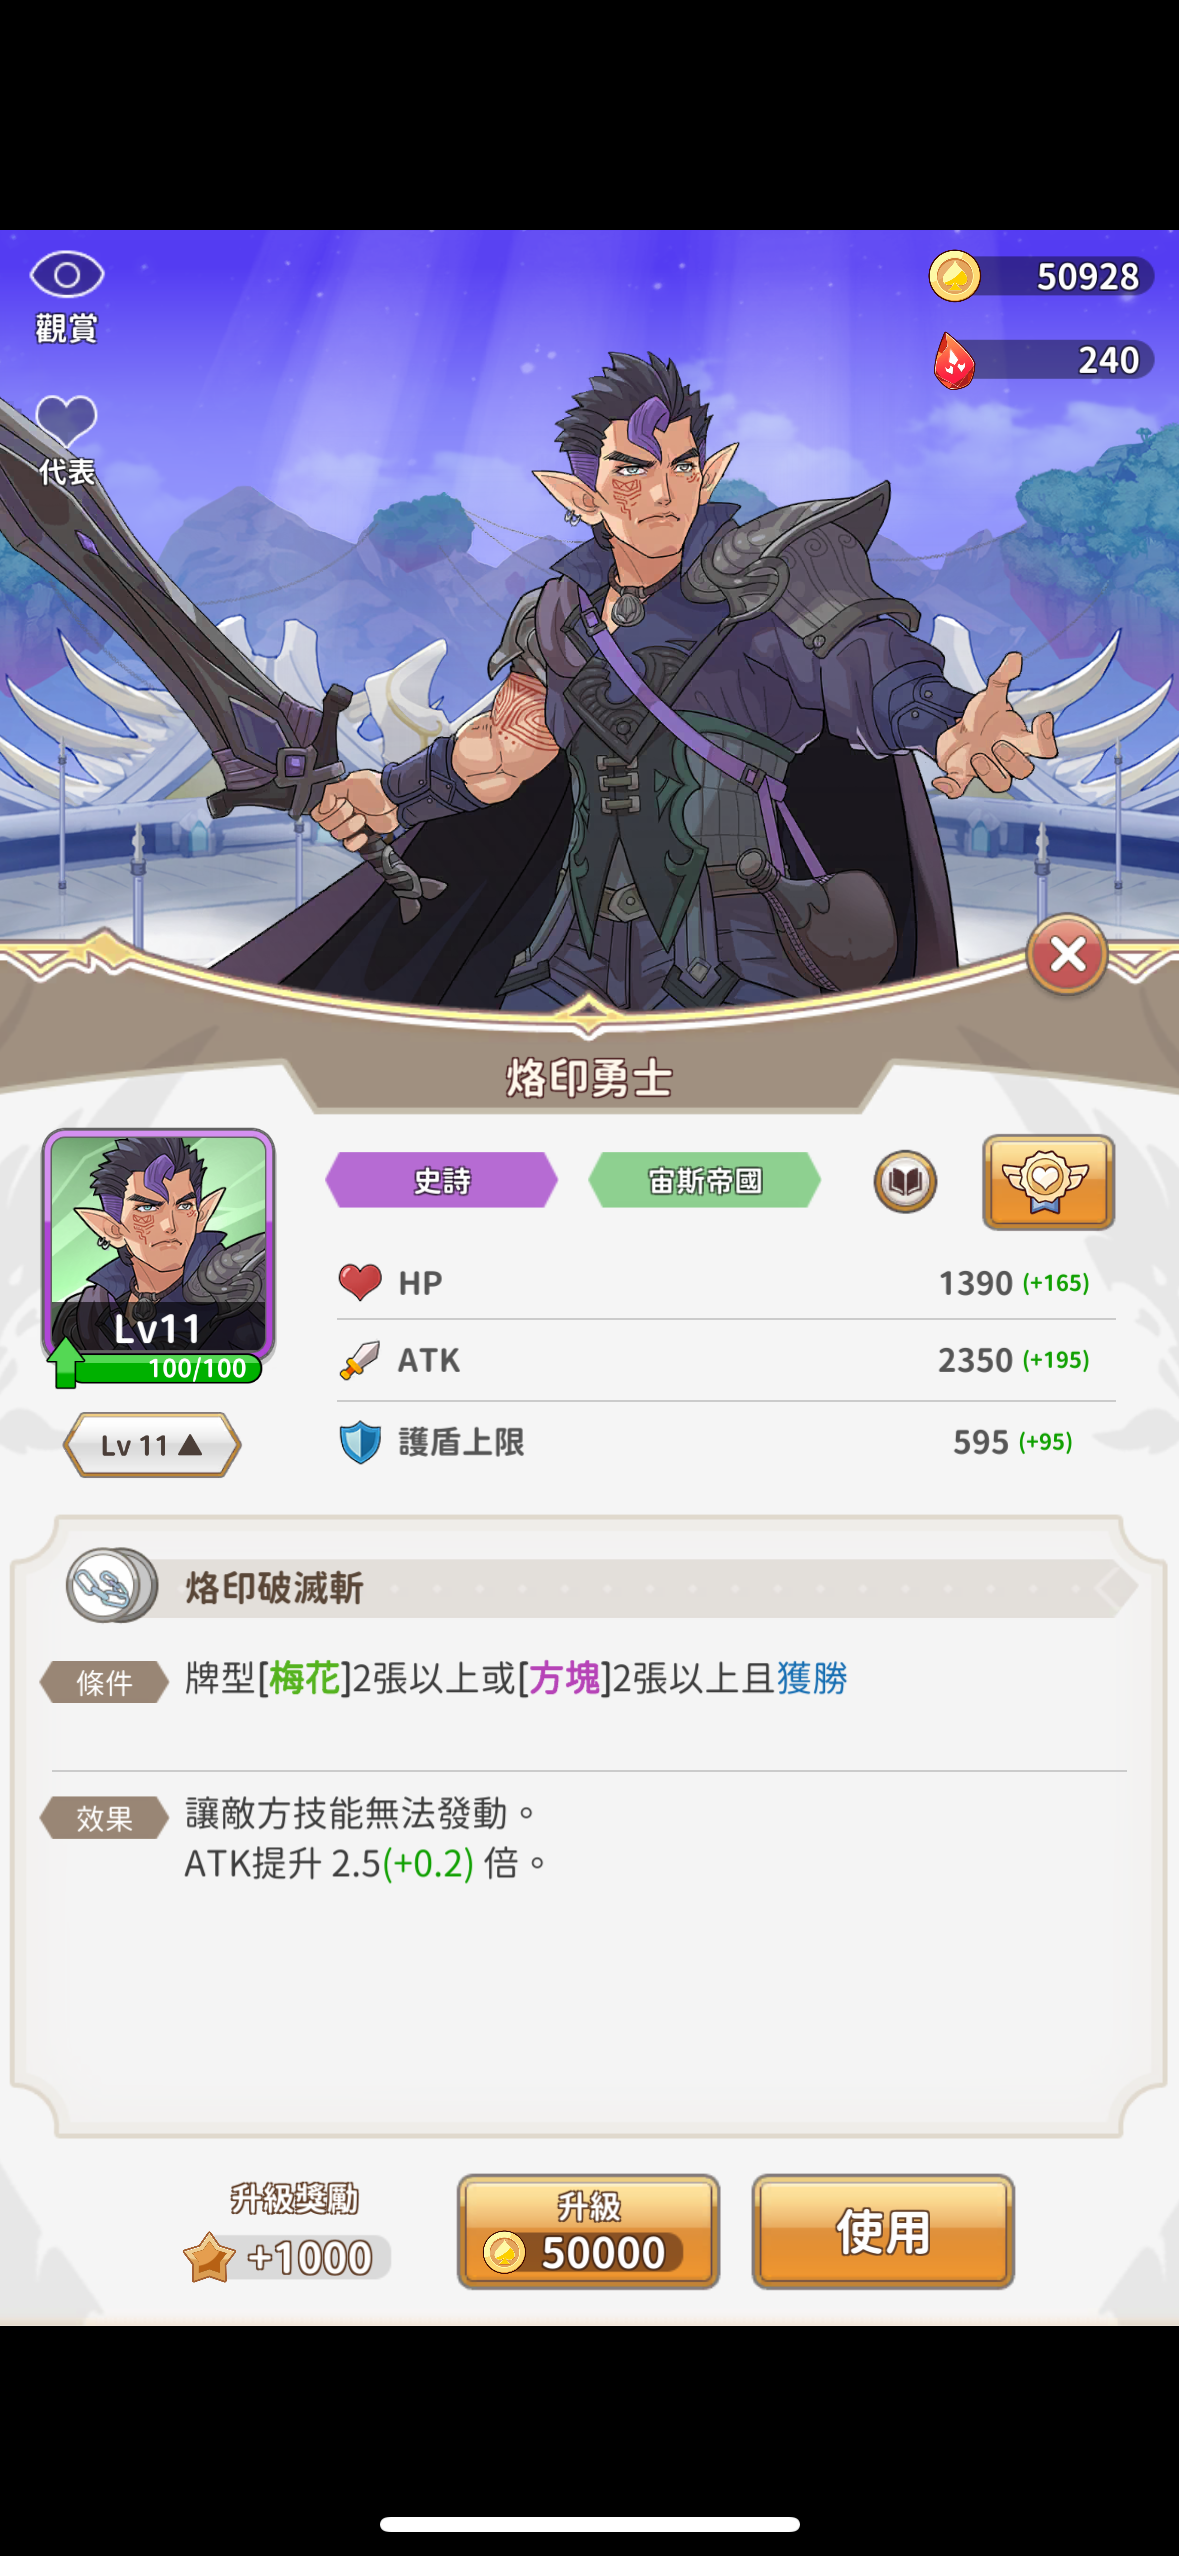 觀賞
50928
240
代表
烙印勇士
史詩
宙斯帝國
Lv11
100/100
Lv 11 ▲
HP
1390 (+165)
ATK
2350 (+195)
護盾上限
595 (+95)
烙印破滅斬
條件
牌型[梅花]2張以上或[方塊]2張以上且獲勝
效果
讓敵方技能無法發動。
ATK提升 2.5(+0.2) 倍。
升級獎勵
+1000
升級
50000
使用